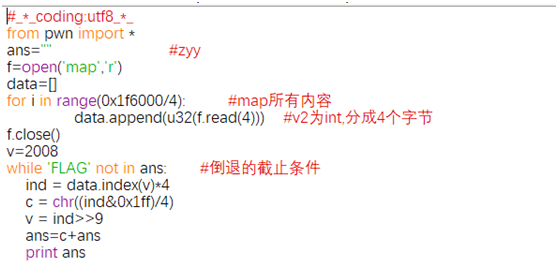 #_*_coding:utf8_*_
from pwn import *
ans="" #zyy
f=open('map','r')
data=[]
for i in range(0x1f6000/4): #map所有内容
data.append(u32(f.read(4))) #v2为int,分成4个字节
f.close()
v=2008
while 'FLAG' not in ans: #倒退的截止条件
ind = data.index(v)*4
c = chr((ind&0x1ff)/4)
v = ind>>9
ans=c+ans
print ans